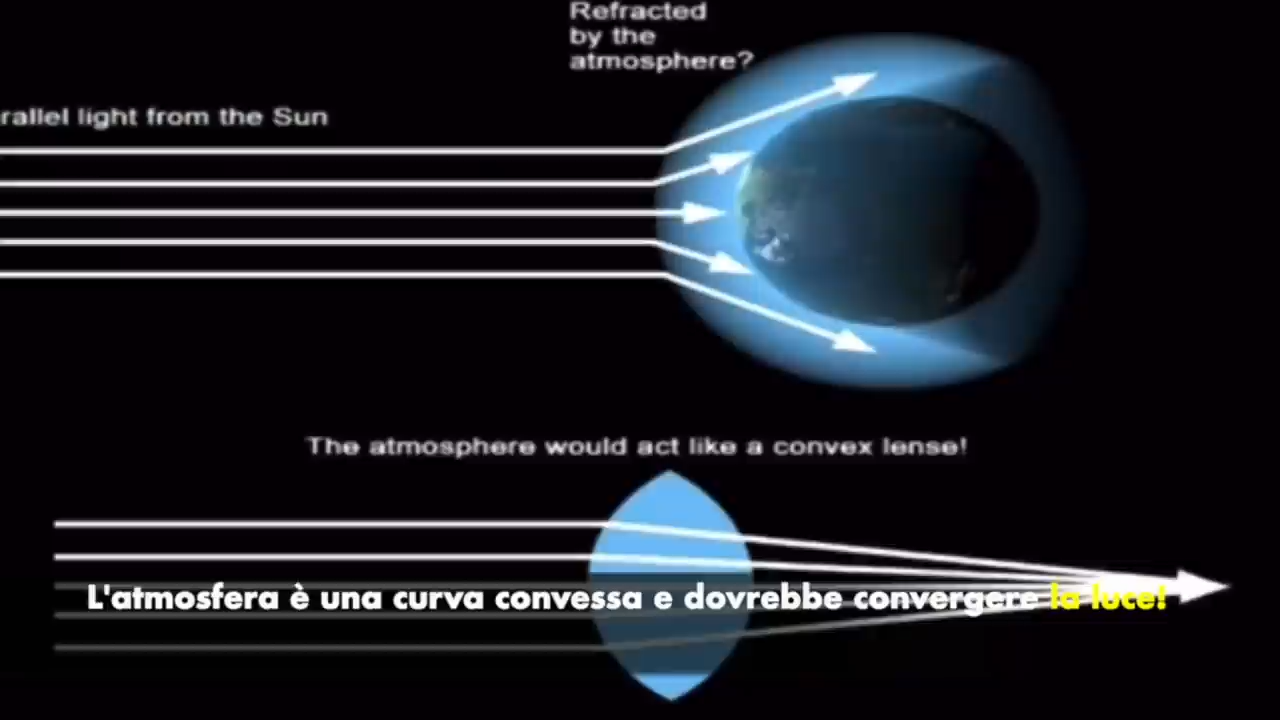 Refracted
by the
atmosphere?
rallel light from the Sun
The atmosphere would act like a convex lense!
L'atmosfera è una curva convessa e dovrebbe convergere la luce!